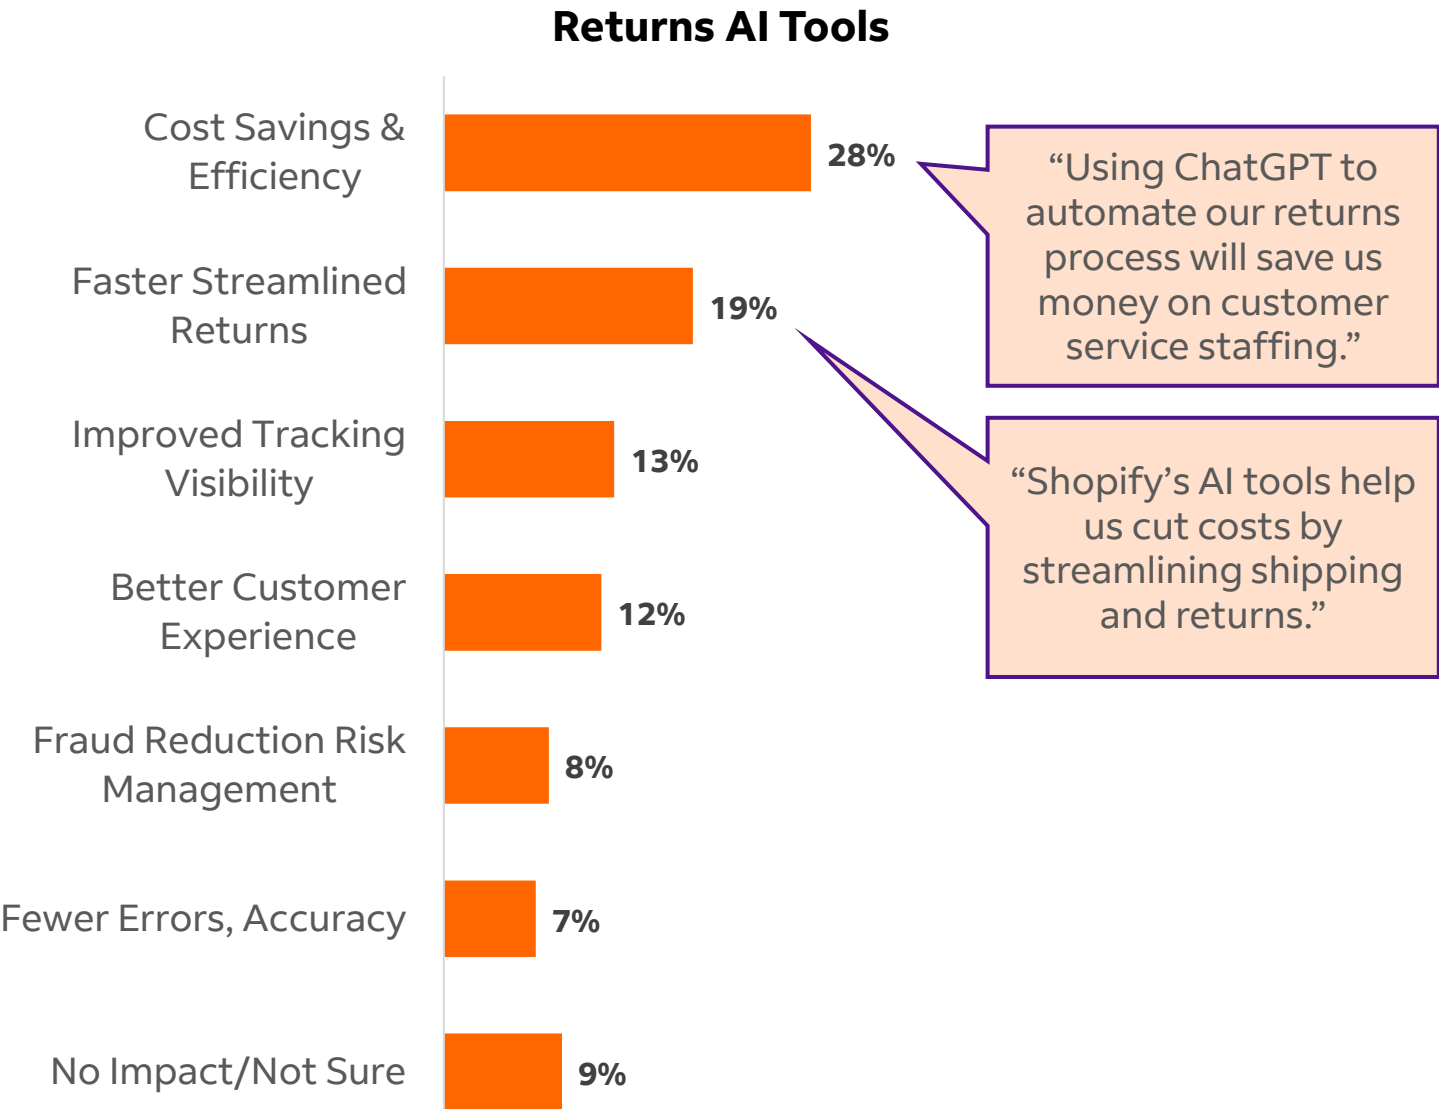 Returns AI Tools
Cost Savings &
Efficiency
28%
“Using ChatGPT to
automate our returns
process will save us
money on customer
service staffing.”
Faster Streamlined
Returns
19%
“Shopify’s AI tools help
us cut costs by
streamlining shipping
and returns.”
Improved Tracking
Visibility
13%
Better Customer
Experience
12%
Fraud Reduction Risk
Management
8%
Fewer Errors, Accuracy
7%
No Impact/Not Sure
9%